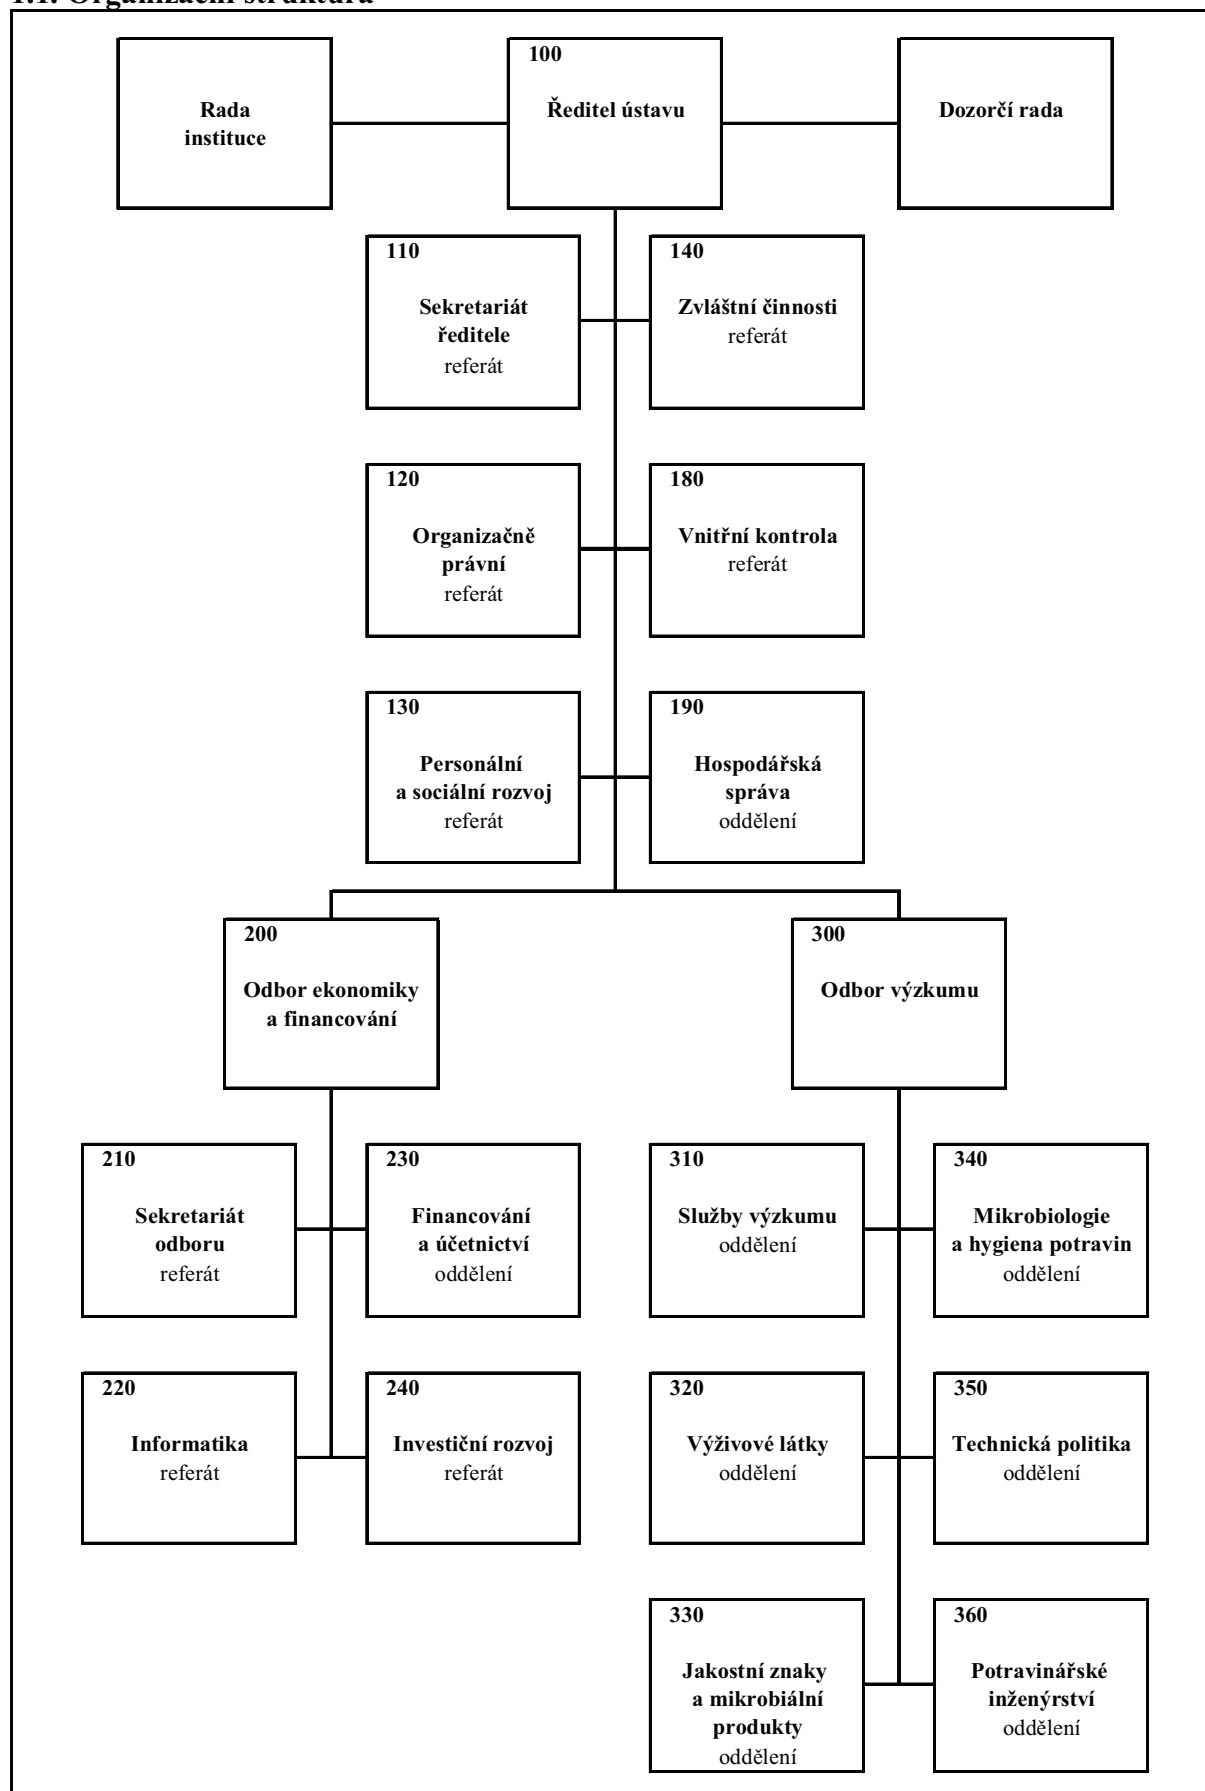 1.1. Organizační struktura
Rada
instituce
100
Ředitel ústavu
Dozorčí rada
110
Sekretariát
ředitele
referát
140
Zvláštní činnosti
referát
120
Organizačně
právní
referát
180
Vnitřní kontrola
referát
130
Personální
a sociální rozvoj
referát
190
Hospodářská
správa
oddělení
200
Odbor ekonomiky
a financování
300
Odbor výzkumu
210
Sekretariát
odboru
referát
230
Financování
a účetnictví
oddělení
310
Služby výzkumu
oddělení
340
Mikrobiologie
a hygiena potravin
oddělení
220
Informatika
referát
240
Investiční rozvoj
referát
320
Výživové látky
oddělení
350
Technická politika
oddělení
330
Jakostní znaky
a mikrobiální
produkty
oddělení
360
Potravinářské
inženýrství
oddělení